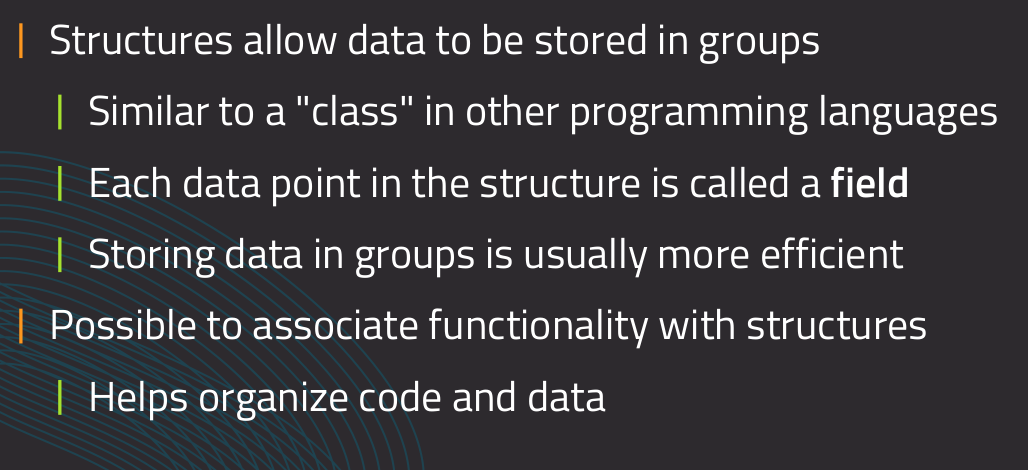 Structures allow data to be stored in groups
Similar to a "class" in other programming languages
Each data point in the structure is called a field
Storing data in groups is usually more efficient
Possible to associate functionality with structures
Helps organize code and data